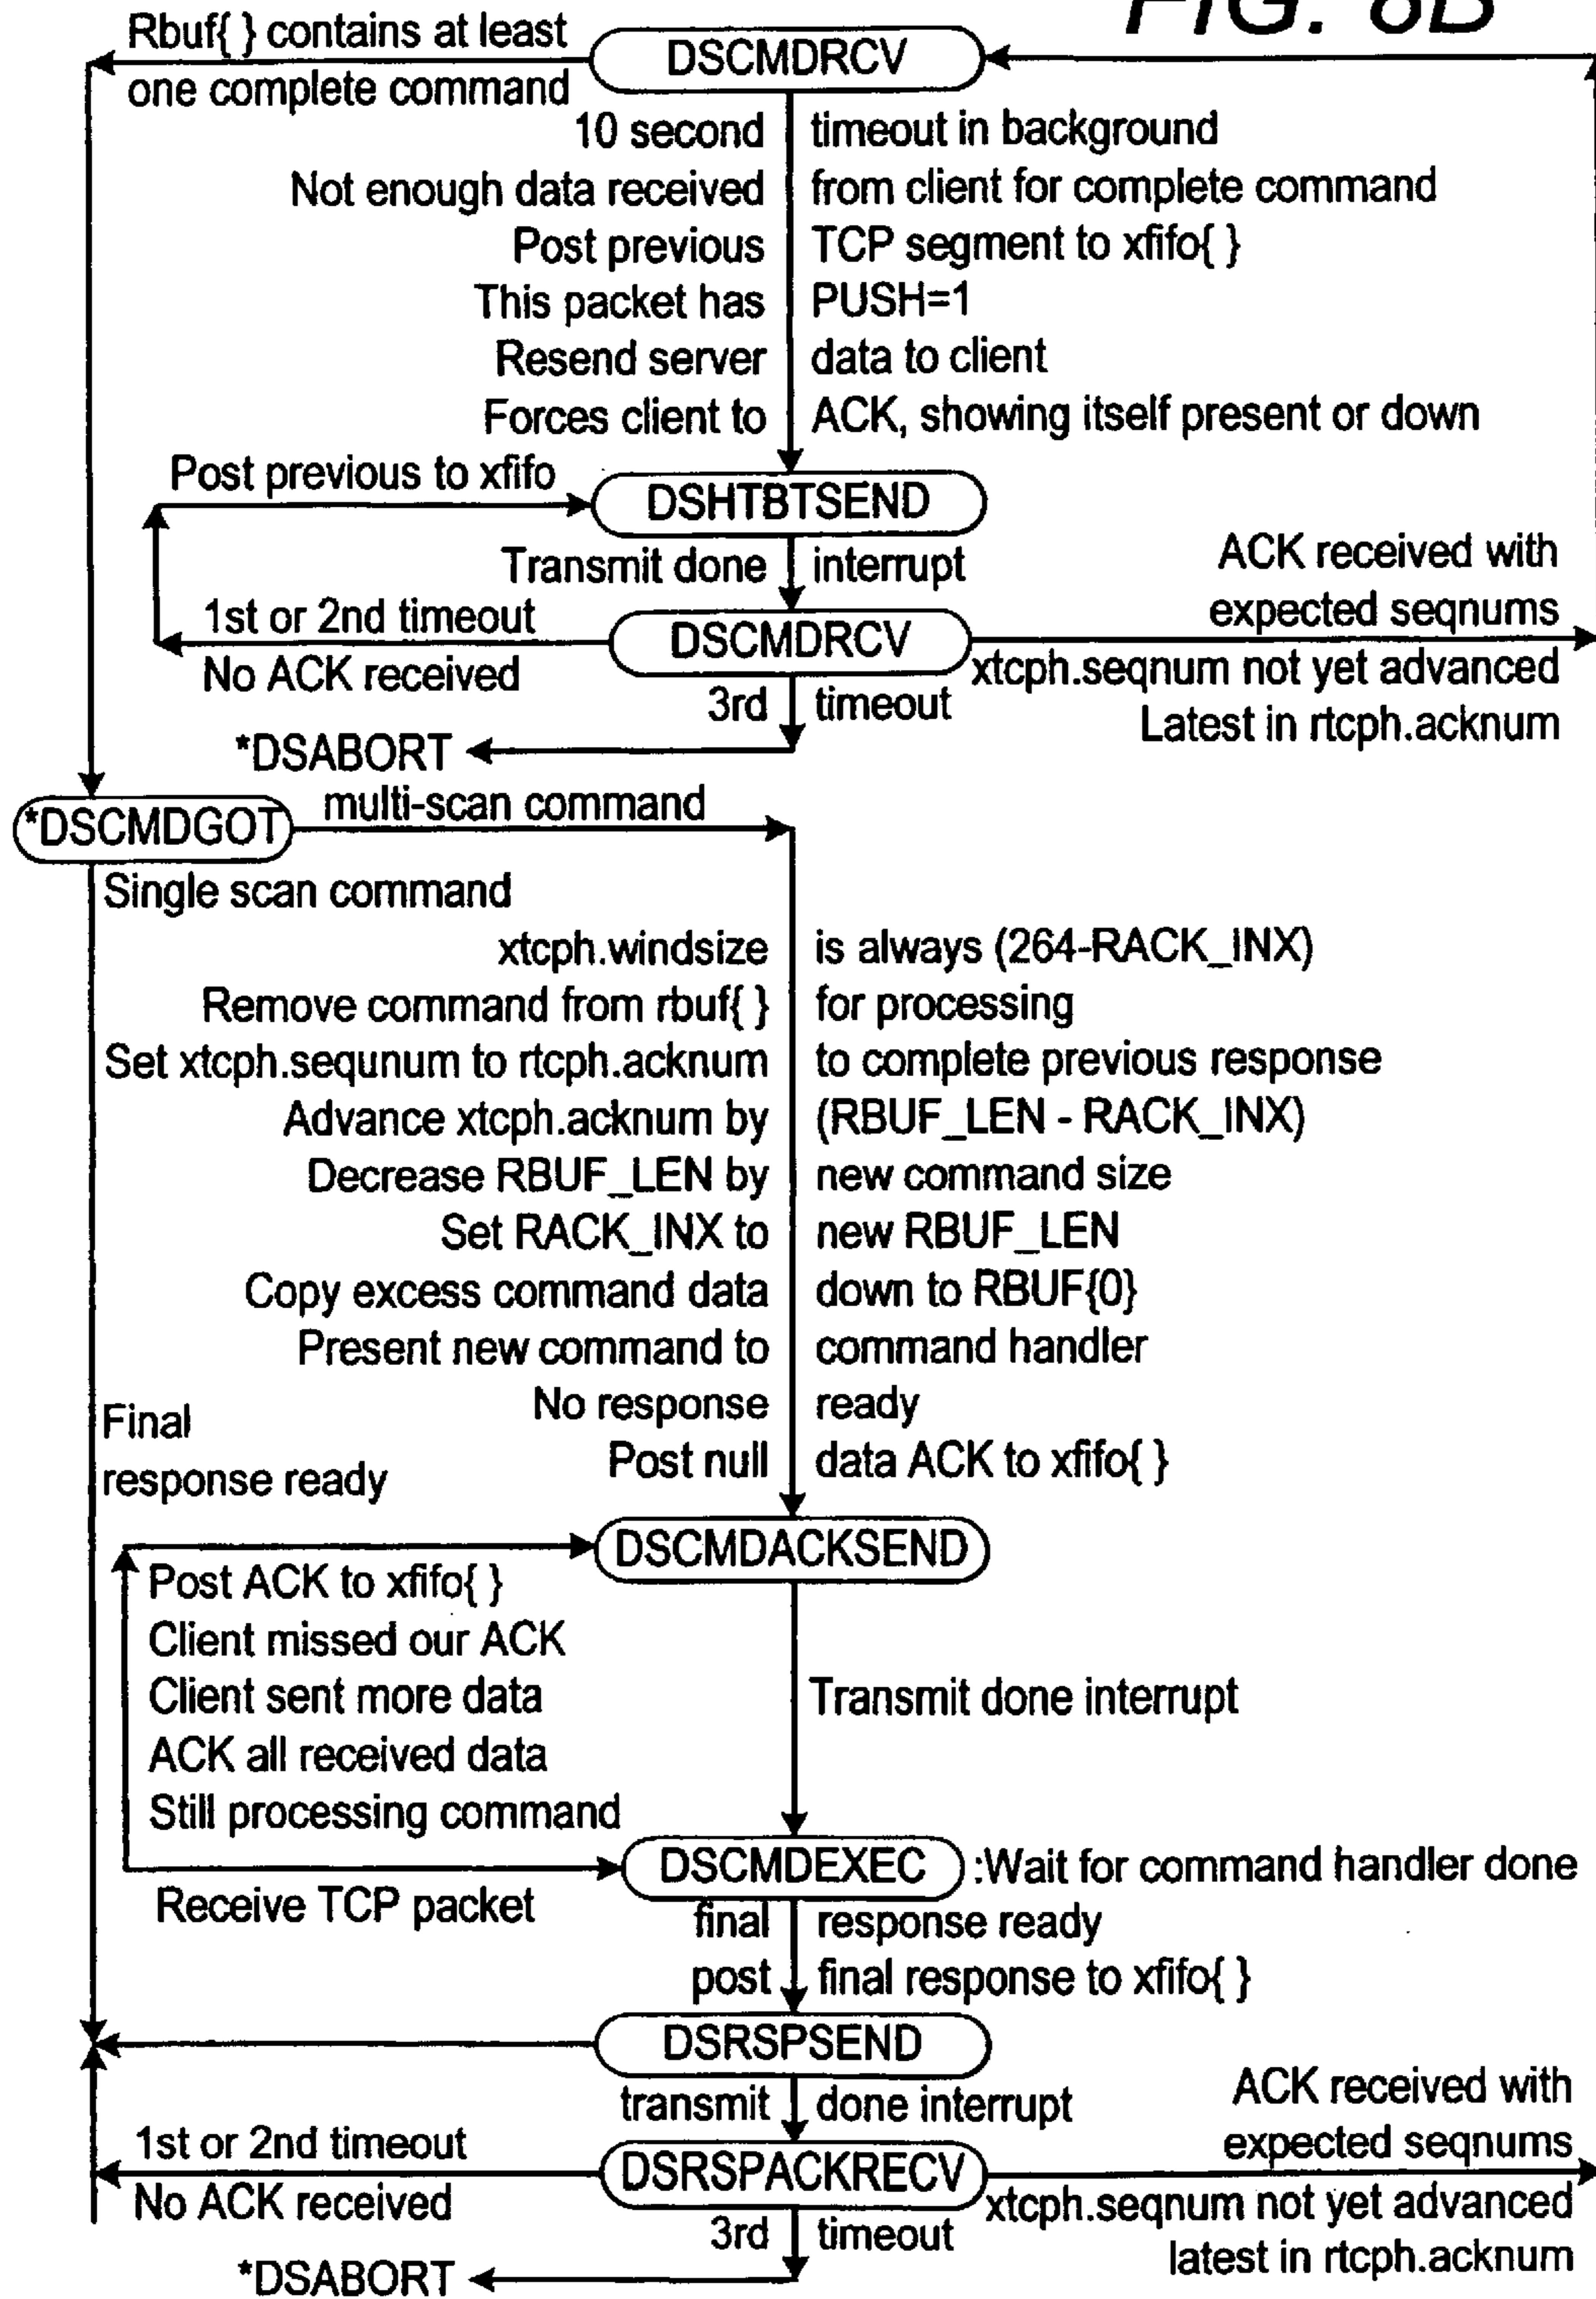 FIG. 8B
Rbuf{ } contains at least
one complete command
DSCMDRCV
10 second timeout in background
Not enough data received from client for complete command
Post previous TCP segment to xfifo{ }
This packet has PUSH=1
Resend server data to client
Forces client to ACK, showing itself present or down
Post previous to xfifo
DSHTBTSEND
Transmit done interrupt
ACK received with
expected seqnums
1st or 2nd timeout
No ACK received
DSCMDRCV
xtcph.seqnum not yet advanced
Latest in rtcph.acknum
3rd timeout
*DSABORT
*DSCMDGOT
multi-scan command
Single scan command
xtcph.windsize is always (264-RACK_INX)
Remove command from rbuf{ } for processing
Set xtcph.sequnum to rtcph.acknum to complete previous response
Advance xtcph.acknum by (RBUF_LEN - RACK_INX)
Decrease RBUF_LEN by new command size
Set RACK_INX to new RBUF_LEN
Copy excess command data down to RBUF{0}
Present new command to command handler
No response ready
Post null data ACK to xfifo{ }
Final
response ready
DSCMDACKSEND
Post ACK to xfifo{ }
Client missed our ACK
Client sent more data
ACK all received data
Still processing command
Transmit done interrupt
DSCMDEXEC :Wait for command handler done
Receive TCP packet
final response ready
post final response to xfifo{ }
DSRSPSEND
transmit done interrupt
ACK received with
expected seqnums
1st or 2nd timeout
No ACK received
DSRSPACKRECV
xtcph.seqnum not yet advanced
latest in rtcph.acknum
3rd timeout
*DSABORT